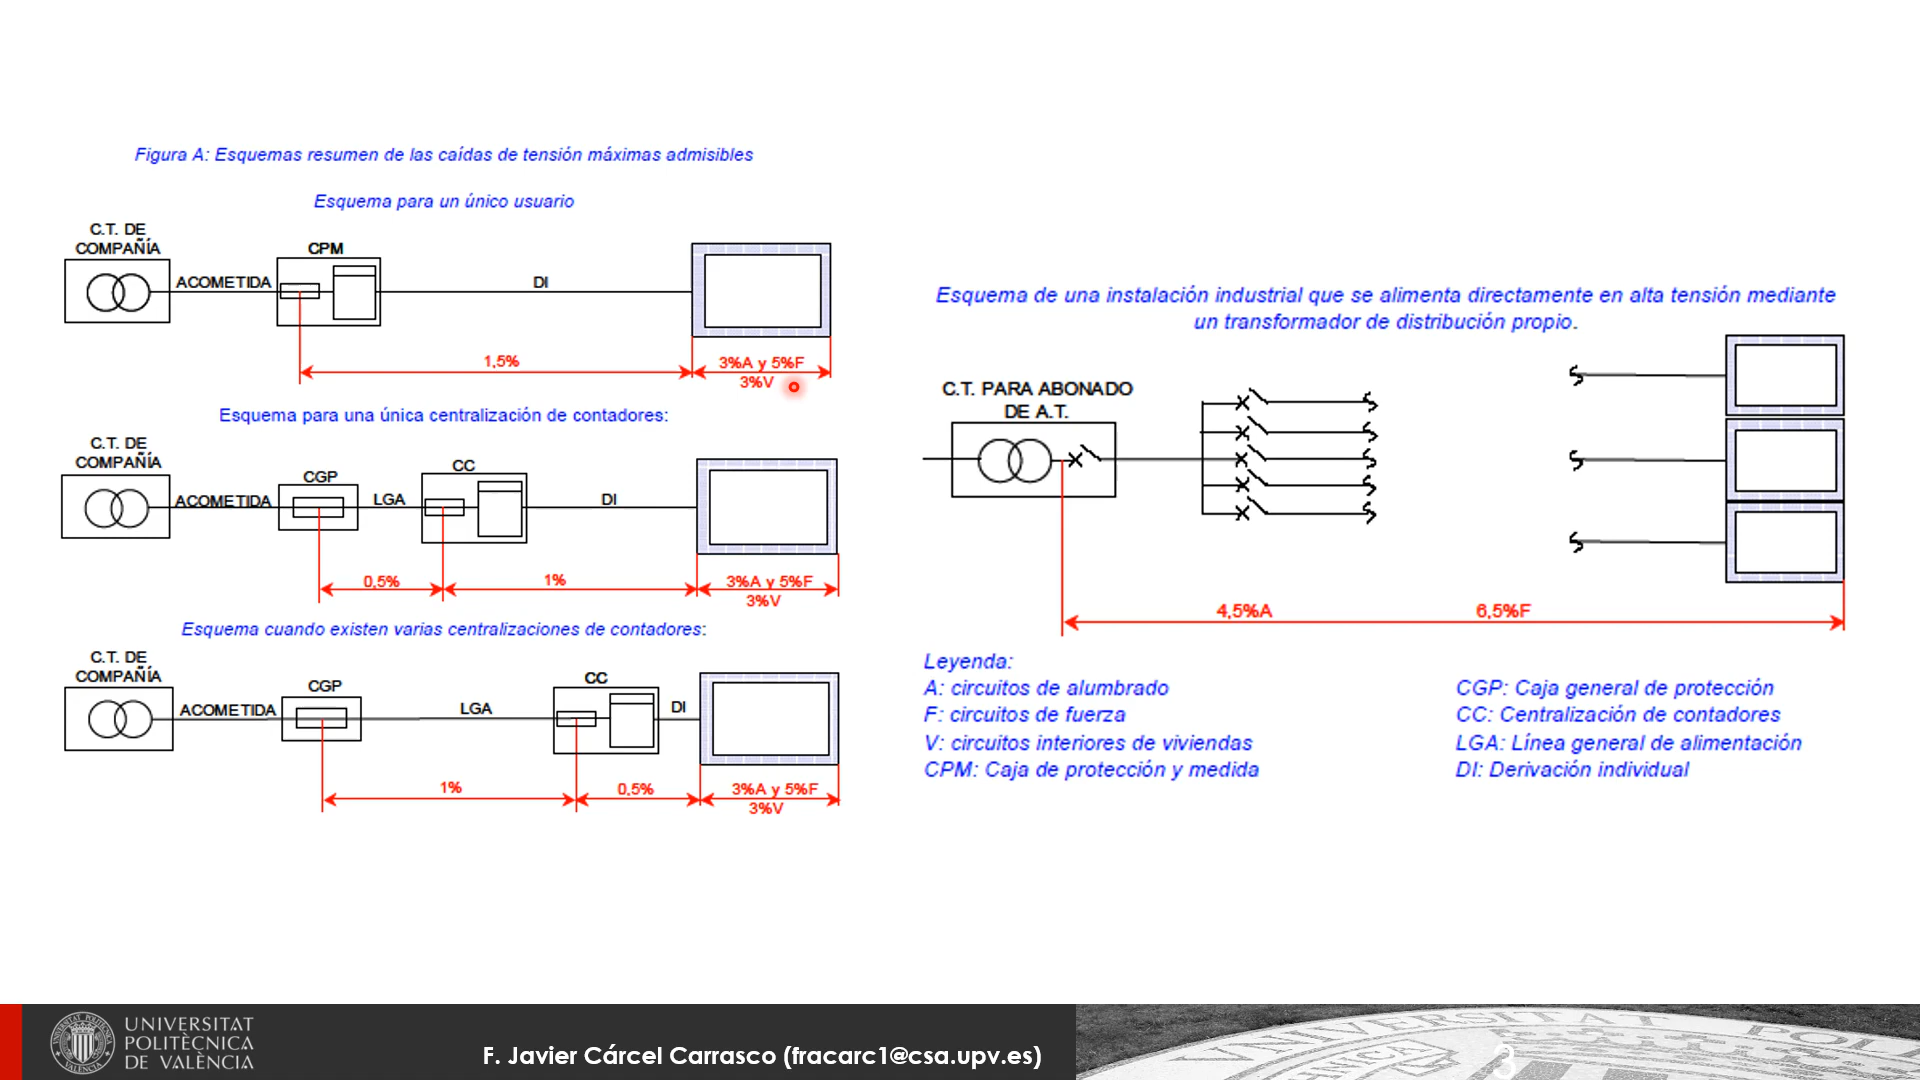 Figura A: Esquemas resumen de las caídas de tensión máximas admisibles
Esquema para un único usuario
C.T. DE
COMPAÑÍA
ACOMETIDA
CPM
DI
1,5%
3%A y 5%F
3%V
Esquema para una única centralización de contadores:
C.T. DE
COMPAÑÍA
ACOMETIDA
CGP
LGA
CC
DI
0,5%
1%
3%A y 5%F
3%V
Esquema cuando existen varias centralizaciones de contadores:
C.T. DE
COMPAÑÍA
ACOMETIDA
CGP
LGA
CC
DI
1%
0,5%
3%A y 5%F
3%V
Esquema de una instalación industrial que se alimenta directamente en alta tensión mediante
un transformador de distribución propio.
C.T. PARA ABONADO
DE A.T.
4,5%A
6,5%F
Leyenda:
A: circuitos de alumbrado
F: circuitos de fuerza
V: circuitos interiores de viviendas
CPM: Caja de protección y medida
CGP: Caja general de protección
CC: Centralización de contadores
LGA: Línea general de alimentación
DI: Derivación individual
UNIVERSITAT
POLITÈCNICA
DE VALÈNCIA
F. Javier Cárcel Carrasco (fracarc1@csa.upv.es)
3